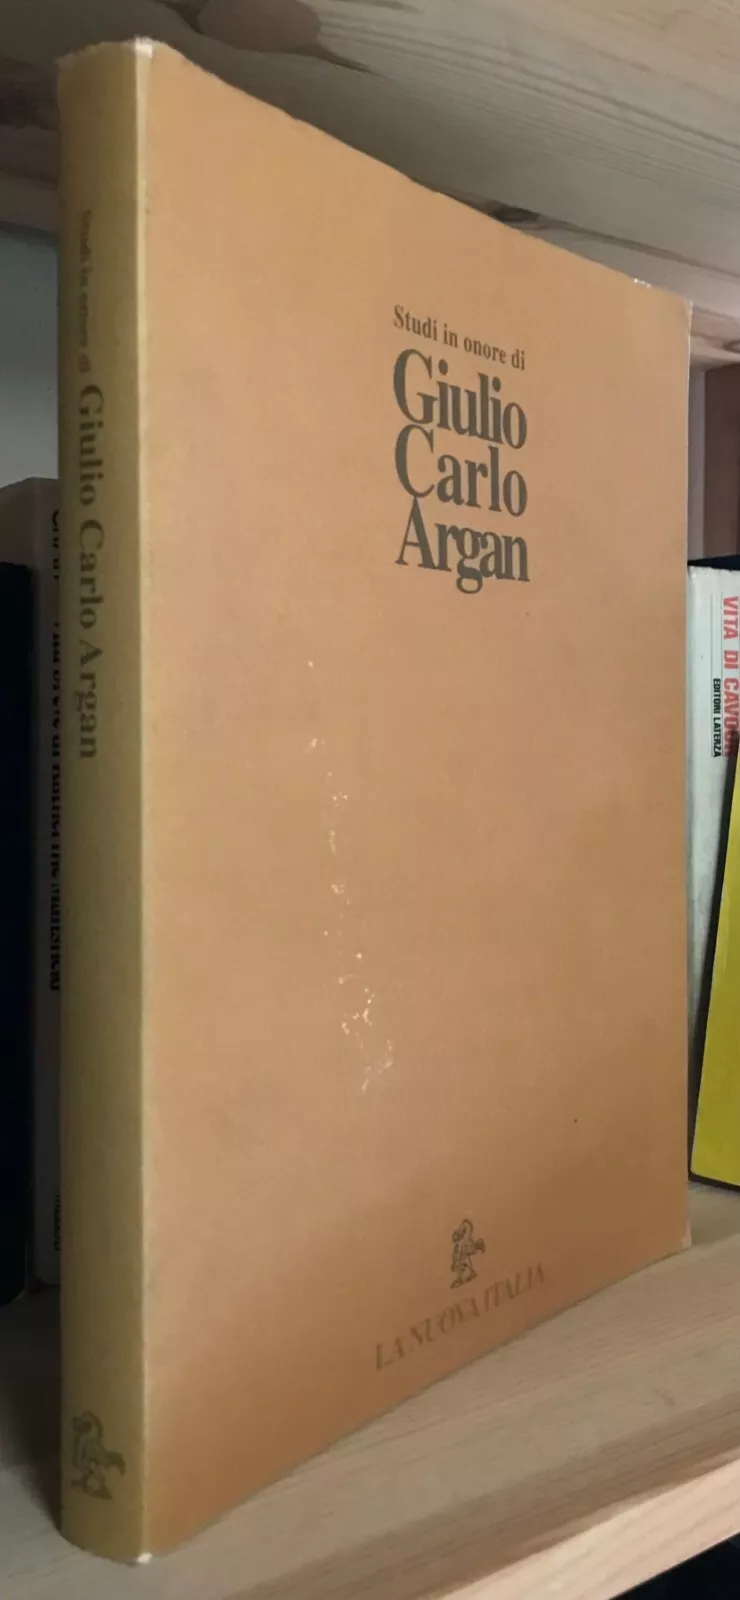 Studi in onore di
Giulio
Carlo
Argan
LA NUOVA ITALIA
Studi in onore di Giulio Carlo Argan
VITA DI CAVOUR
EDITORI LATERZA